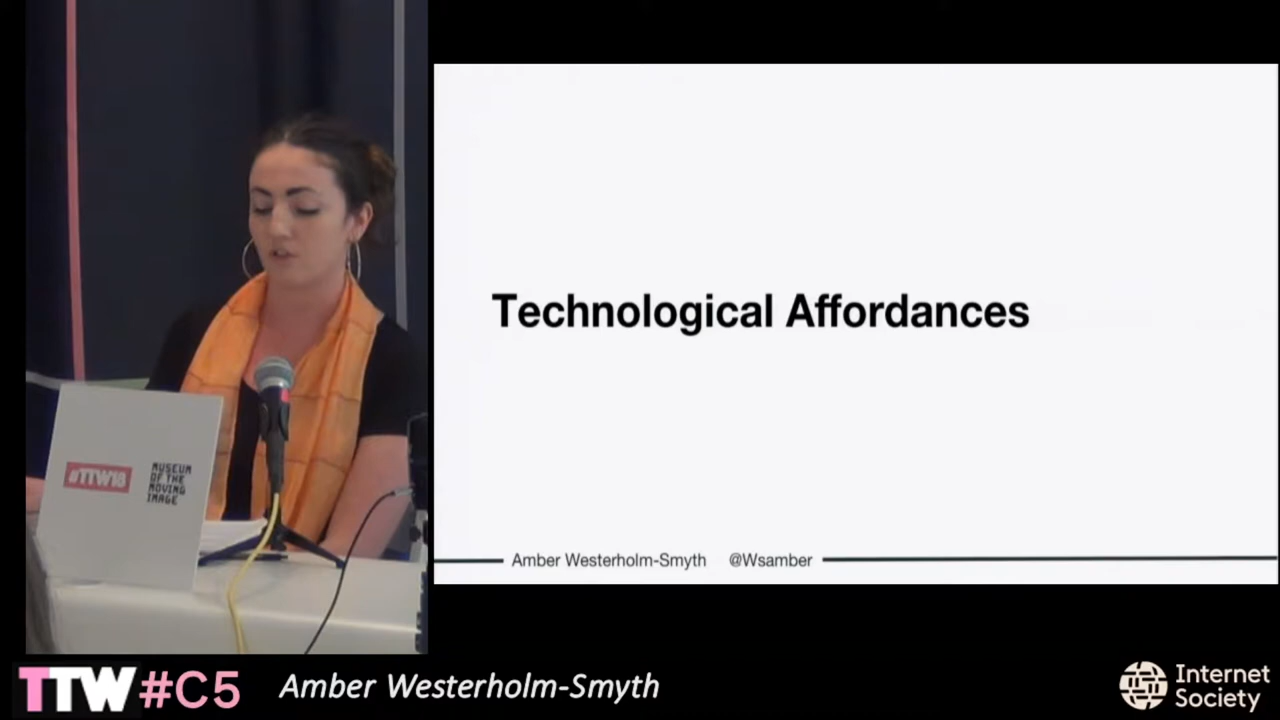 Technological Affordances
Amber Westerholm-Smyth @Wsamber
#TTW18
MUSEUM
OF THE
MOVING
IMAGE
TTW #C5
Amber Westerholm-Smyth
Internet
Society